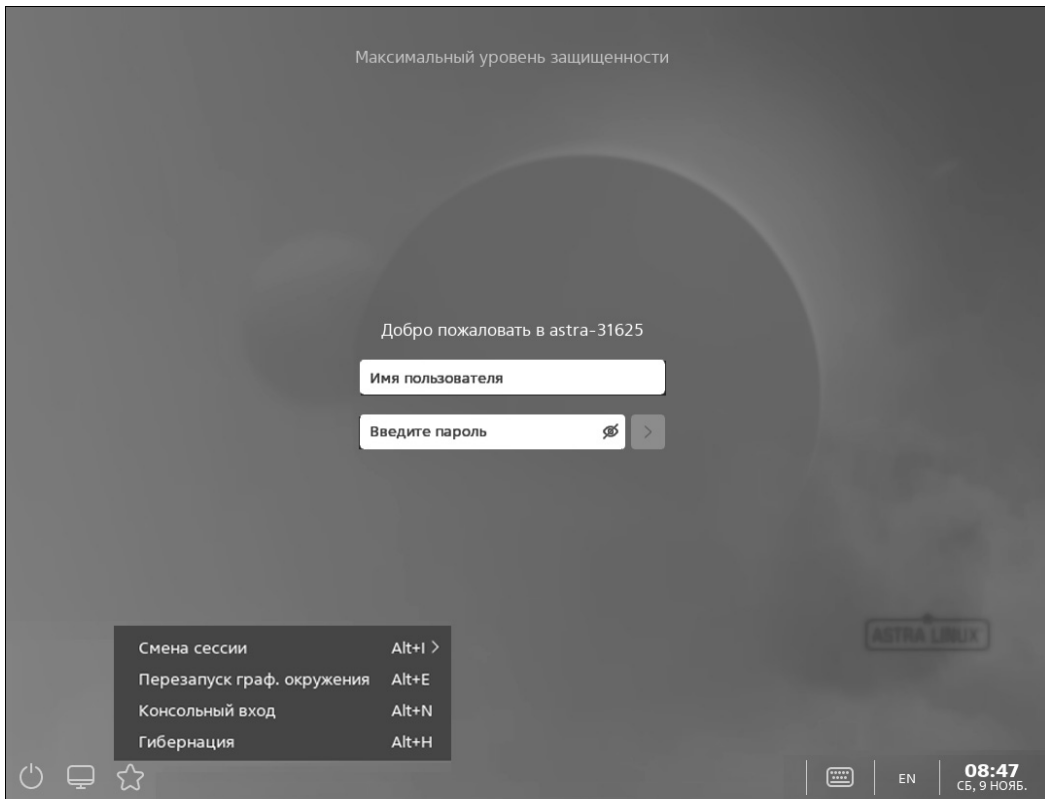 Максимальный уровень защищенности
Добро пожаловать в astra-31625
Имя пользователя
Введите пароль
ASTRA LINUX
Смена сессии Alt+I
Перезапуск граф. окружения Alt+E
Консольный вход Alt+N
Гибернация Alt+H
EN
08:47
СБ, 9 НОЯБ.